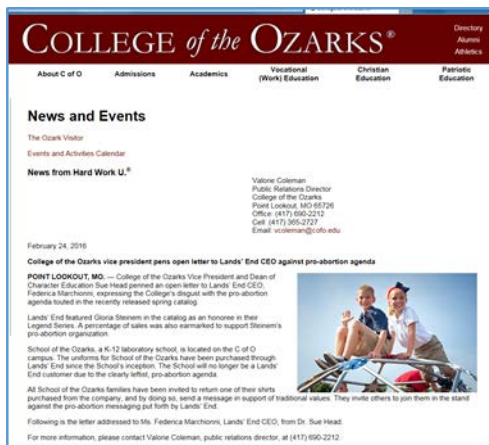 COLLEGE of the OZARKS®
Directory
Alumni
Athletics
About C of O
Admissions
Academics
Vocational
(Work) Education
Christian
Education
Patriotic
Education
News and Events
The Ozark Visitor
Events and Activities Calendar
News from Hard Work U.®
Valorie Coleman
Public Relations Director
College of the Ozarks
Point Lookout, MO 65726
Office: (417) 690-2212
Cell: (417) 365-2727
Email: vcoleman@cofo.edu
February 24, 2016
College of the Ozarks vice president pens open letter to Lands' End CEO against pro-abortion agenda
POINT LOOKOUT, MO. — College of the Ozarks Vice President and Dean of
Character Education Sue Head penned an open letter to Lands' End CEO,
Federica Marchionni, expressing the College's disgust with the pro-abortion
agenda touted in the recently released spring catalog.
Lands' End featured Gloria Steinem in the catalog as an honoree in their
Legend Series. A percentage of sales was also earmarked to support Steinem's
pro-abortion organization.
School of the Ozarks, a K-12 laboratory school, is located on the C of O
campus. The uniforms for School of the Ozarks have been purchased through
Lands' End since the School's inception. The School will no longer be a Lands'
End customer due to the clearly leftist, pro-abortion agenda.
All School of the Ozarks families have been invited to return one of their shirts
purchased from the company, and by doing so, send a message in support of traditional values. They invite others to join them in the stand
against the pro-abortion messaging put forth by Lands' End.
Following is the letter addressed to Ms. Federica Marchionni, Lands' End CEO, from Dr. Sue Head.
For more information, please contact Valorie Coleman, public relations director, at (417) 690-2212.